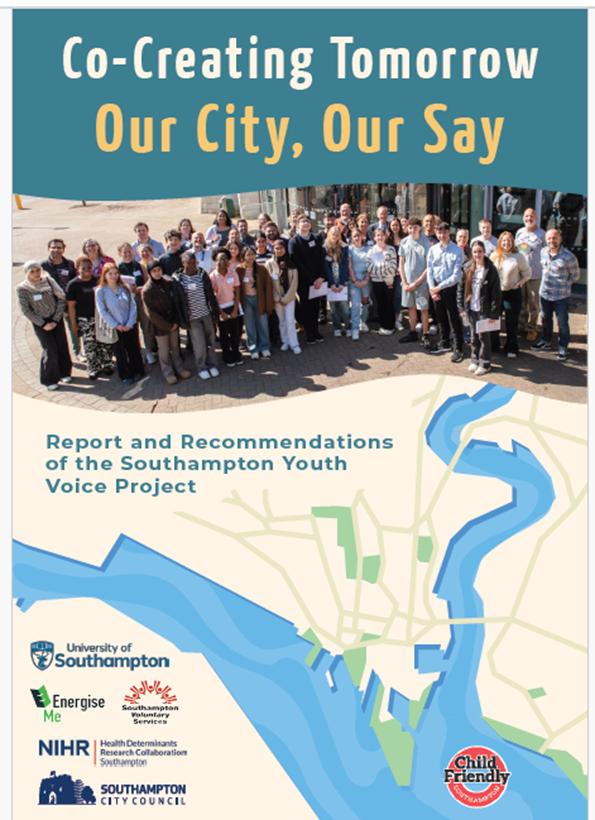 Co-Creating Tomorrow
Our City, Our Say
Report and Recommendations
of the Southampton Youth
Voice Project
University of
Southampton
Energise
Me
Southampton
Voluntary
Services
NIHR
Health Determinants
Research Collaboration
Southampton
SOUTHAMPTON
CITY COUNCIL
Child
Friendly
SOUTHAMPTON